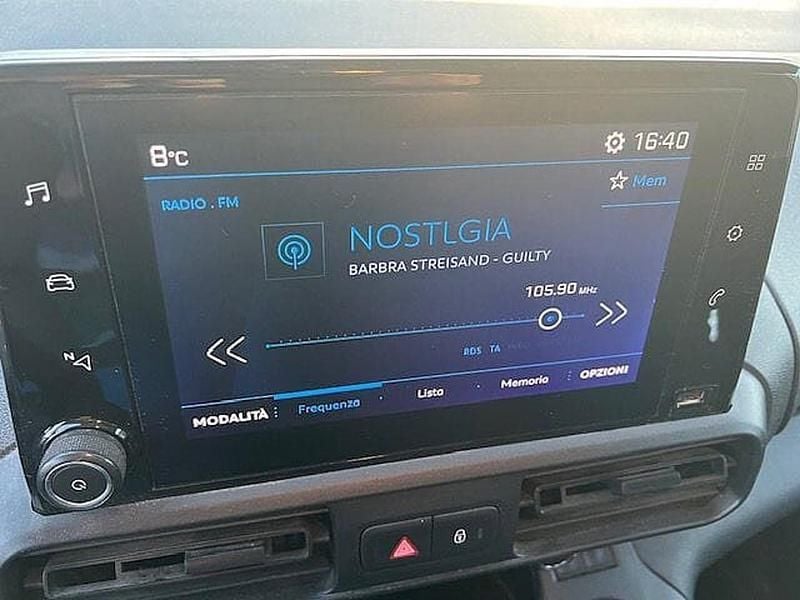 8°C
16:40
Mem
RADIO . FM
NOSTLGIA
BARBRA STREISAND - GUILTY
105.90 MHz
RDS TA
MODALITÀ Frequenza Lista Memoria OPZIONI
N